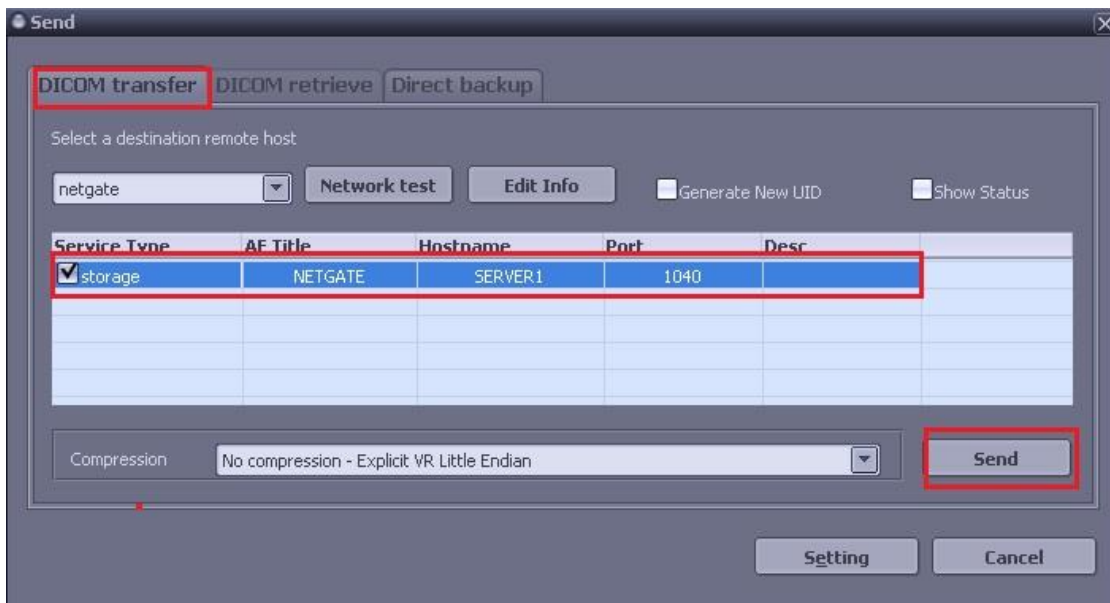 Send
DICOM transfer DICOM retrieve Direct backup
Select a destination remote host
netgate Network test Edit Info Generate New UID Show Status
Service Type AE Title Hostname Port Desc
storage NETGATE SERVER1 1040
Compression No compression - Explicit VR Little Endian Send
Setting Cancel